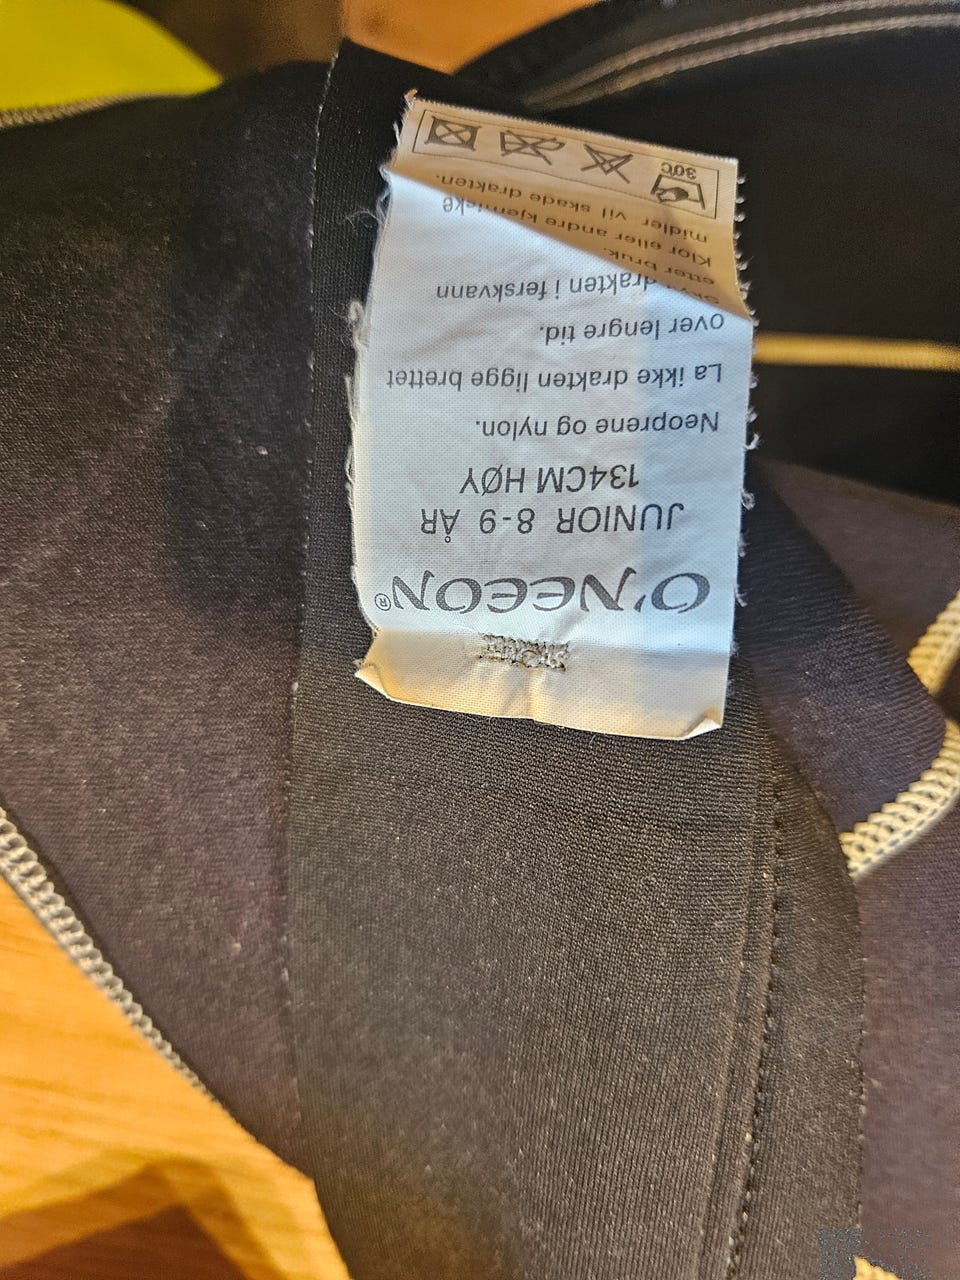 O'NEEON®
JUNIOR 8-9 ÅR
134CM HØY
Neoprene og nylon.
La ikke drakten ligge brettet
over lengre tid.
drakten i ferskvann
etter bruk.
Klor eller andre kjemiske
midler vil skade drakten.
30C